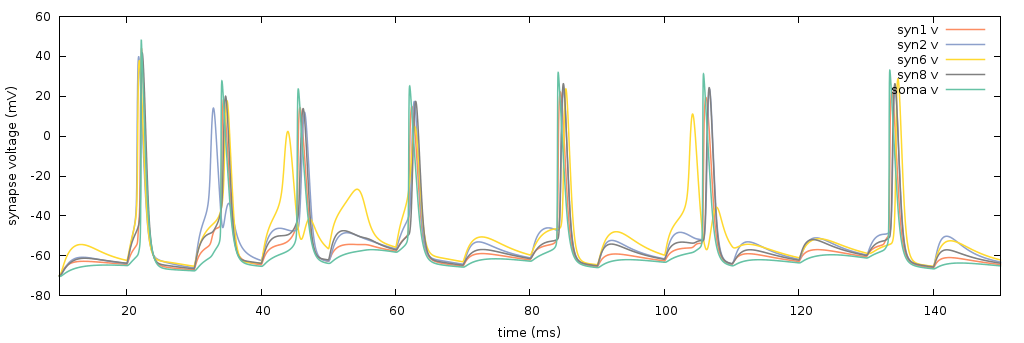 synapse voltage (mV)
60
40
20
0
-20
-40
-60
-80
syn1 v
syn2 v
syn6 v
syn8 v
soma v
20 40 60 80 100 120 140
time (ms)